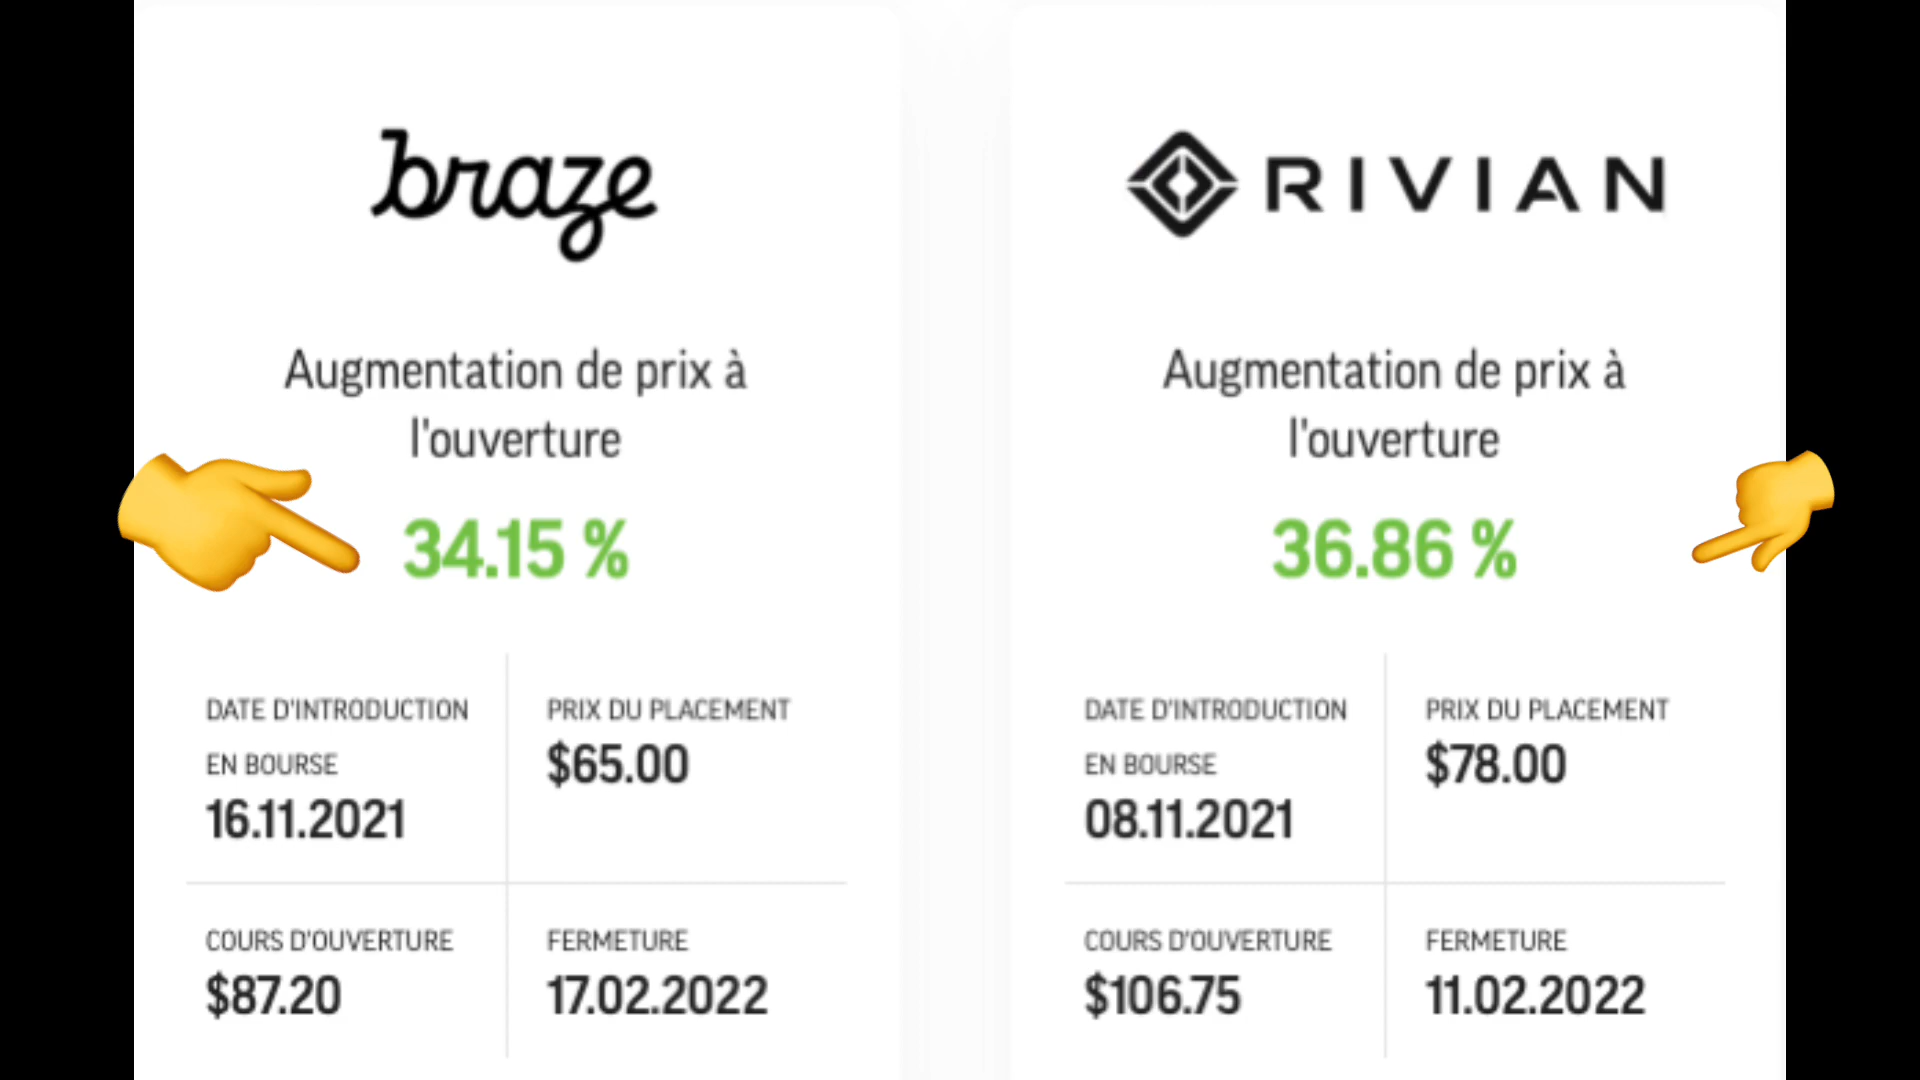 braze
Augmentation de prix à
l'ouverture
34.15 %
DATE D'INTRODUCTION
EN BOURSE
16.11.2021
PRIX DU PLACEMENT
$65.00
COURS D'OUVERTURE
$87.20
FERMETURE
17.02.2022
RIVIAN
Augmentation de prix à
l'ouverture
36.86 %
DATE D'INTRODUCTION
EN BOURSE
08.11.2021
PRIX DU PLACEMENT
$78.00
COURS D'OUVERTURE
$106.75
FERMETURE
11.02.2022